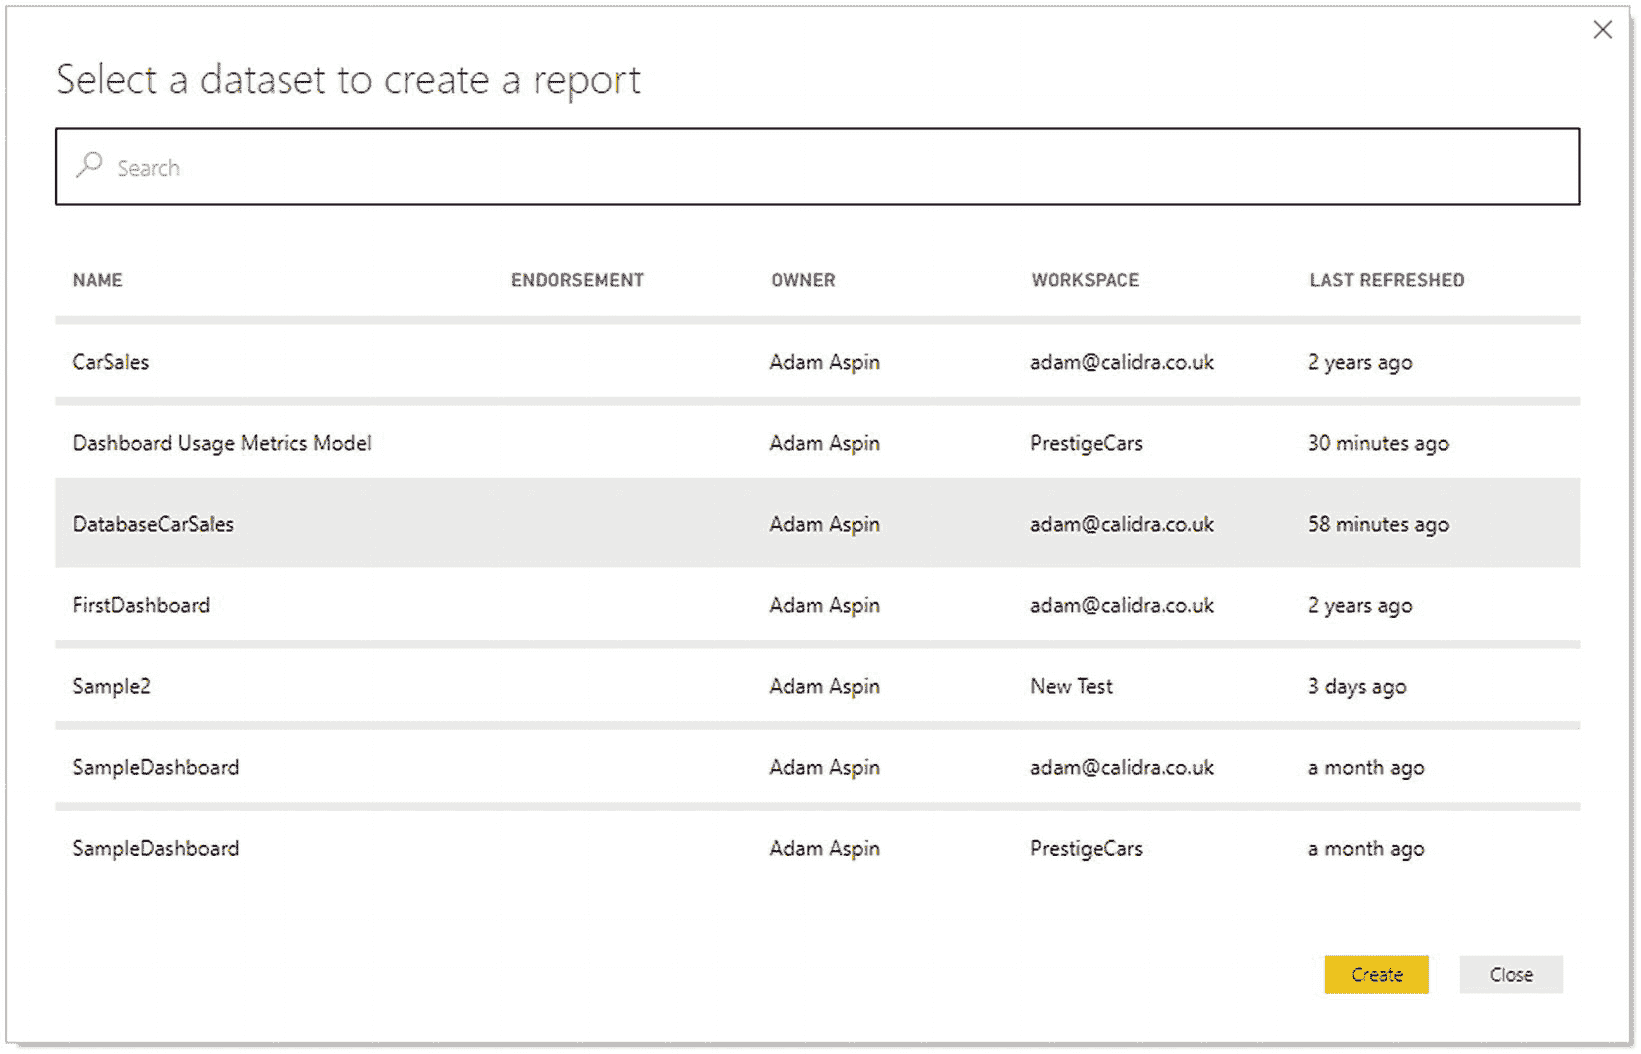 Select a dataset to create a report
Search
NAME ENDORSEMENT OWNER WORKSPACE LAST REFRESHED
CarSales Adam Aspin adam@calidra.co.uk 2 years ago
Dashboard Usage Metrics Model Adam Aspin PrestigeCars 30 minutes ago
DatabaseCarSales Adam Aspin adam@calidra.co.uk 58 minutes ago
FirstDashboard Adam Aspin adam@calidra.co.uk 2 years ago
Sample2 Adam Aspin New Test 3 days ago
SampleDashboard Adam Aspin adam@calidra.co.uk a month ago
SampleDashboard Adam Aspin PrestigeCars a month ago
Create Close